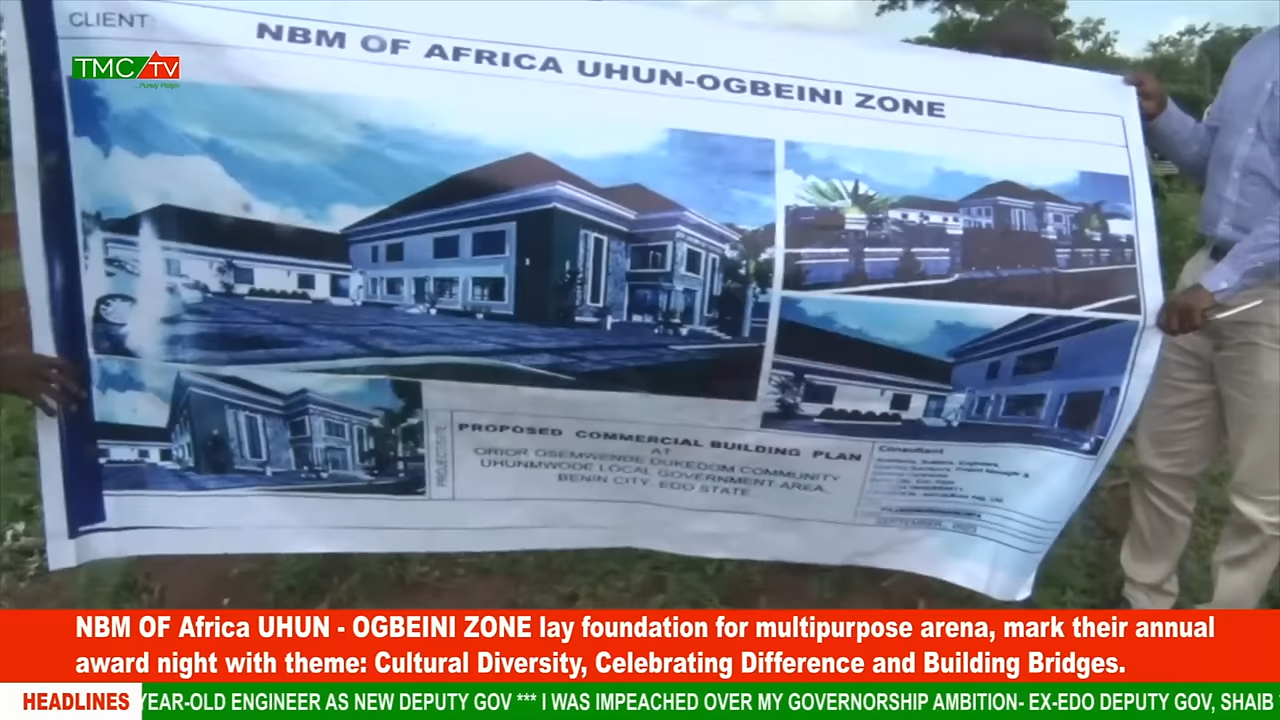 CLIENT
NBM OF AFRICA UHUN-OGBEINI ZONE
TMC TV
PROPOSED COMMERCIAL BUILDING PLAN
AT
ORIOR OSEMWENDE DUKEDOM COMMUNITY
UHUNMWODE LOCAL GOVERNMENT AREA,
BENIN CITY, EDO STATE
Consultant
SEPTEMBER,
NBM OF Africa UHUN - OGBEINI ZONE lay foundation for multipurpose arena, mark their annual
award night with theme: Cultural Diversity, Celebrating Difference and Building Bridges.
HEADLINES
YEAR-OLD ENGINEER AS NEW DEPUTY GOV *** I WAS IMPEACHED OVER MY GOVERNORSHIP AMBITION- EX-EDO DEPUTY GOV, SHAIB